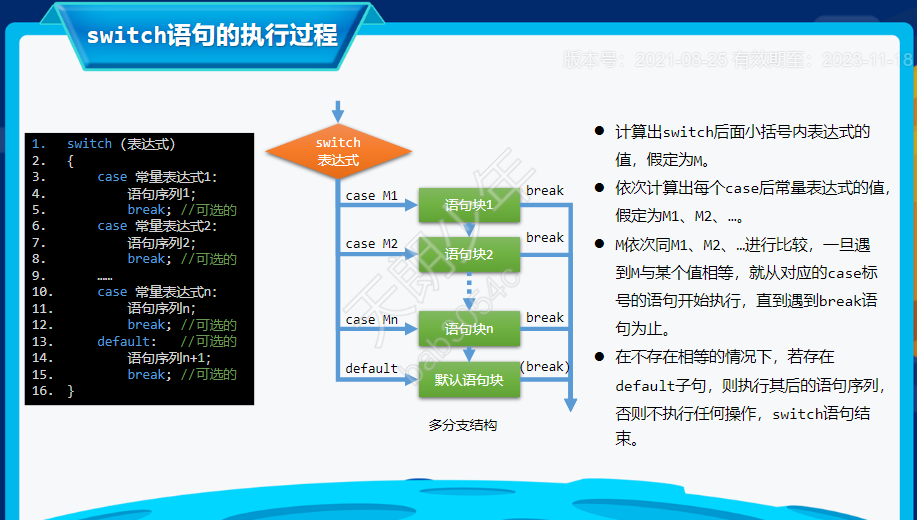 switch语句的执行过程
版本号：2021-08-25 有效期至：2023-11-18
1. switch (表达式)
2. {
3. case 常量表达式1:
4. 语句序列1;
5. break; //可选的
6. case 常量表达式2:
7. 语句序列2;
8. break; //可选的
9. ……
10. case 常量表达式n:
11. 语句序列n;
12. break; //可选的
13. default: //可选的
14. 语句序列n+1;
15. break; //可选的
16. }
switch
表达式
case M1
语句块1
break
case M2
语句块2
break
case Mn
语句块n
break
default
默认语句块
(break)
多分支结构
天朗少年
● 计算出switch后面小括号内表达式的
值，假定为M。
● 依次计算出每个case后常量表达式的值，
假定为M1、M2、…。
● M依次同M1、M2、…进行比较，一旦遇
到M与某个值相等，就从对应的case标
号的语句开始执行，直到遇到break语
句为止。
● 在不存在相等的情况下，若存在
default子句，则执行其后的语句序列，
否则不执行任何操作，switch语句结
束。